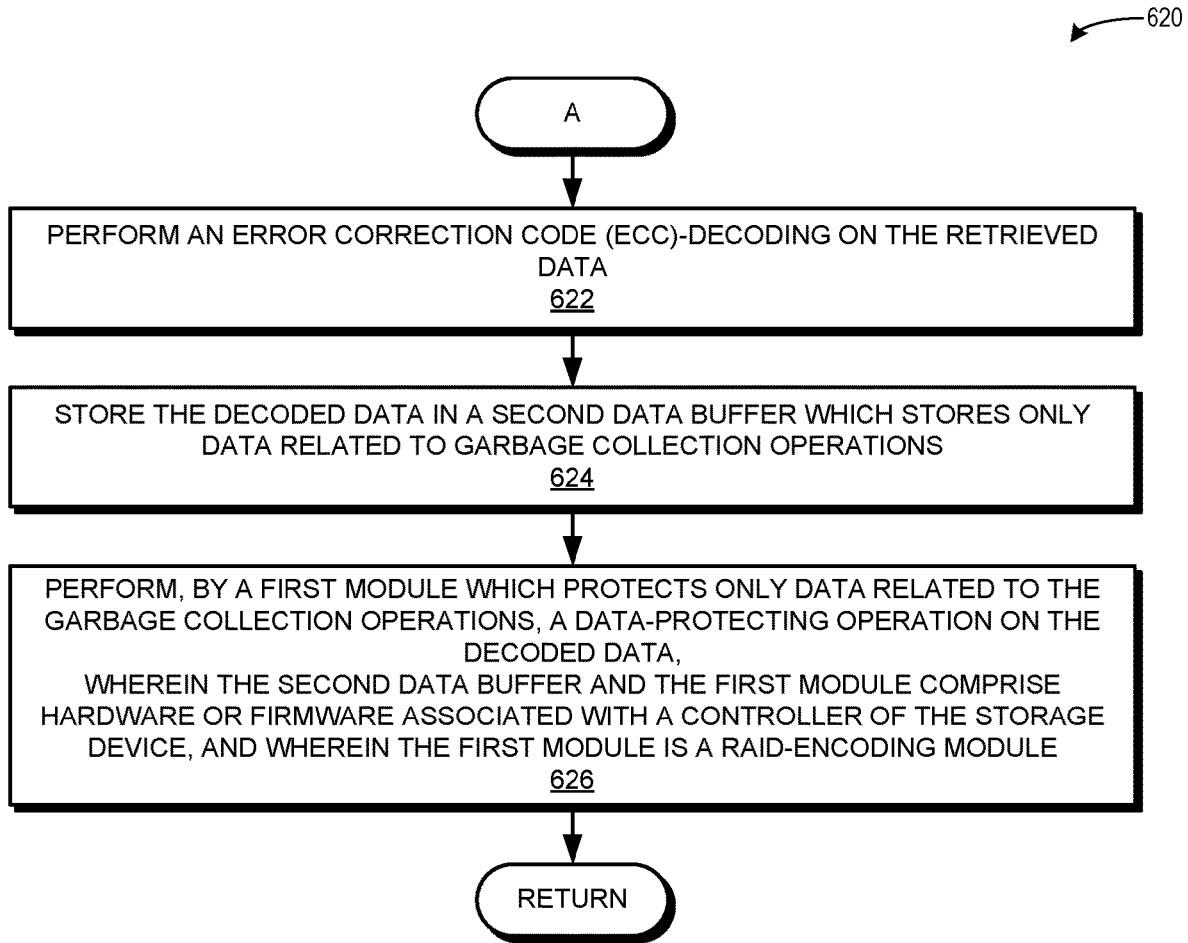 620
A
PERFORM AN ERROR CORRECTION CODE (ECC)-DECODING ON THE RETRIEVED
DATA
622
STORE THE DECODED DATA IN A SECOND DATA BUFFER WHICH STORES ONLY
DATA RELATED TO GARBAGE COLLECTION OPERATIONS
624
PERFORM, BY A FIRST MODULE WHICH PROTECTS ONLY DATA RELATED TO THE
GARBAGE COLLECTION OPERATIONS, A DATA-PROTECTING OPERATION ON THE
DECODED DATA,
WHEREIN THE SECOND DATA BUFFER AND THE FIRST MODULE COMPRISE
HARDWARE OR FIRMWARE ASSOCIATED WITH A CONTROLLER OF THE STORAGE
DEVICE, AND WHEREIN THE FIRST MODULE IS A RAID-ENCODING MODULE
626
RETURN